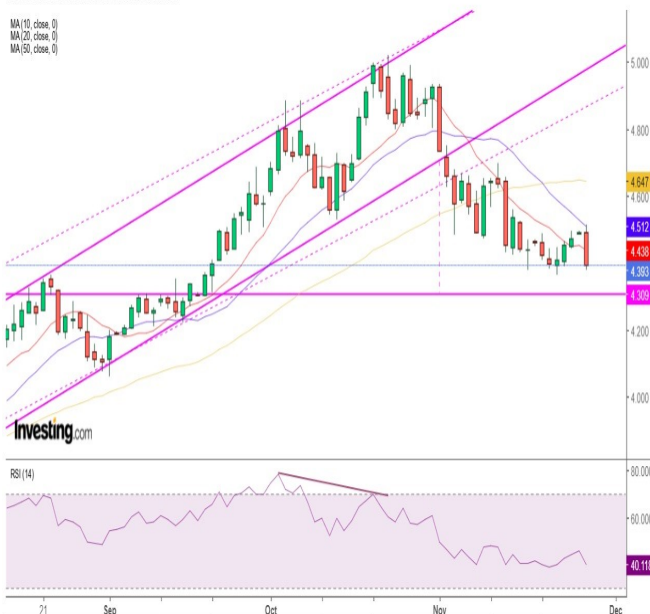 MA (10, close, 0)
MA (20, close, 0)
MA (50, close, 0)
5.000
4.800
4.647
4.600
4.512
4.438
4.393
4.309
4.200
4.000
Investing.com
RSI (14)
80.000
60.000
40.118
21 Sep Oct Nov Dec